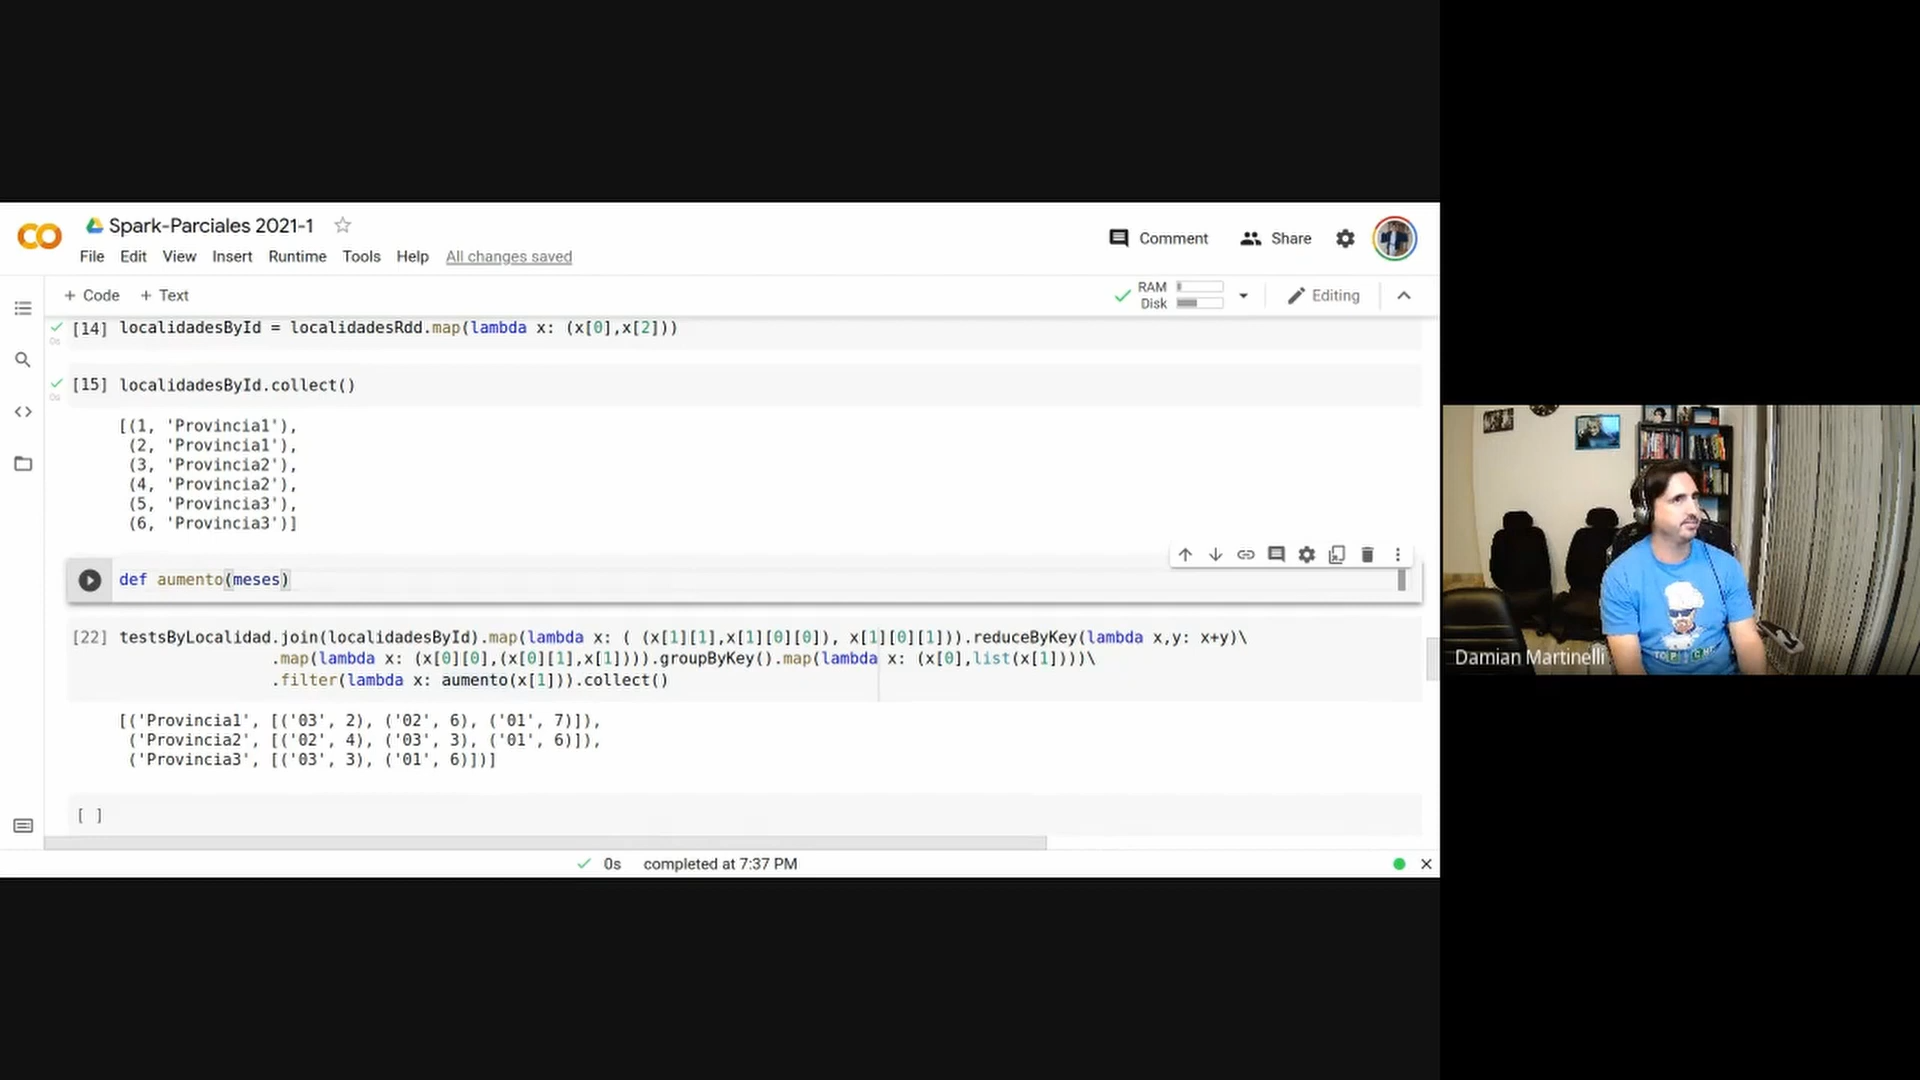 Spark-Parciales 2021-1
File Edit View Insert Runtime Tools Help All changes saved
Comment
Share
+ Code + Text
RAM
Disk
Editing
[14] localidadesById = localidadesRdd.map(lambda x: (x[0],x[2]))
0s
[15] localidadesById.collect()
0s
[(1, 'Provincia1'),
(2, 'Provincia1'),
(3, 'Provincia2'),
(4, 'Provincia2'),
(5, 'Provincia3'),
(6, 'Provincia3')]
def aumento(meses)
[22] testsByLocalidad.join(localidadesById).map(lambda x: ( (x[1][1],x[1][0][0]), x[1][0][1])).reduceByKey(lambda x,y: x+y)\
.map(lambda x: (x[0][0],(x[0][1],x[1]))).groupByKey().map(lambda x: (x[0],list(x[1])))\
.filter(lambda x: aumento(x[1])).collect()
[('Provincia1', [('03', 2), ('02', 6), ('01', 7)]),
('Provincia2', [('02', 4), ('03', 3), ('01', 6)]),
('Provincia3', [('03', 3), ('01', 6)])]
[ ]
0s completed at 7:37 PM
Damian Martinelli